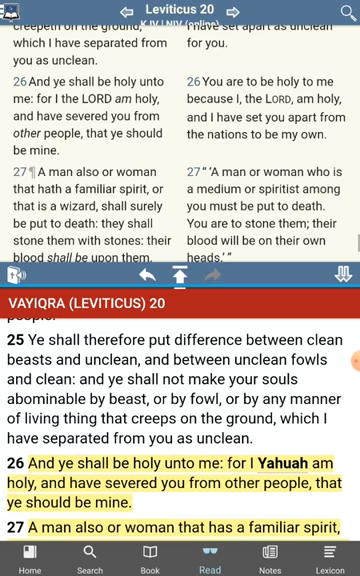 Leviticus 20
KJV | NIV (online)
creepeth on the ground,
which I have separated from
you as unclean.
26 And ye shall be holy unto
me: for I the LORD am holy,
and have severed you from
other people, that ye should
be mine.
27 ¶ A man also or woman
that hath a familiar spirit, or
that is a wizard, shall surely
be put to death: they shall
stone them with stones: their
blood shall be upon them.
I have set apart as unclean
for you.
26 You are to be holy to me
because I, the LORD, am holy,
and I have set you apart from
the nations to be my own.
27 “ ‘A man or woman who is
a medium or spiritist among
you must be put to death.
You are to stone them; their
blood will be on their own
heads.’ ”
VAYIQRA (LEVITICUS) 20
people.
25 Ye shall therefore put difference between clean
beasts and unclean, and between unclean fowls
and clean: and ye shall not make your souls
abominable by beast, or by fowl, or by any manner
of living thing that creeps on the ground, which I
have separated from you as unclean.
26 And ye shall be holy unto me: for I Yahuah am
holy, and have severed you from other people, that
ye should be mine.
27 A man also or woman that has a familiar spirit,
Home
Search
Book
Read
Notes
Lexicon